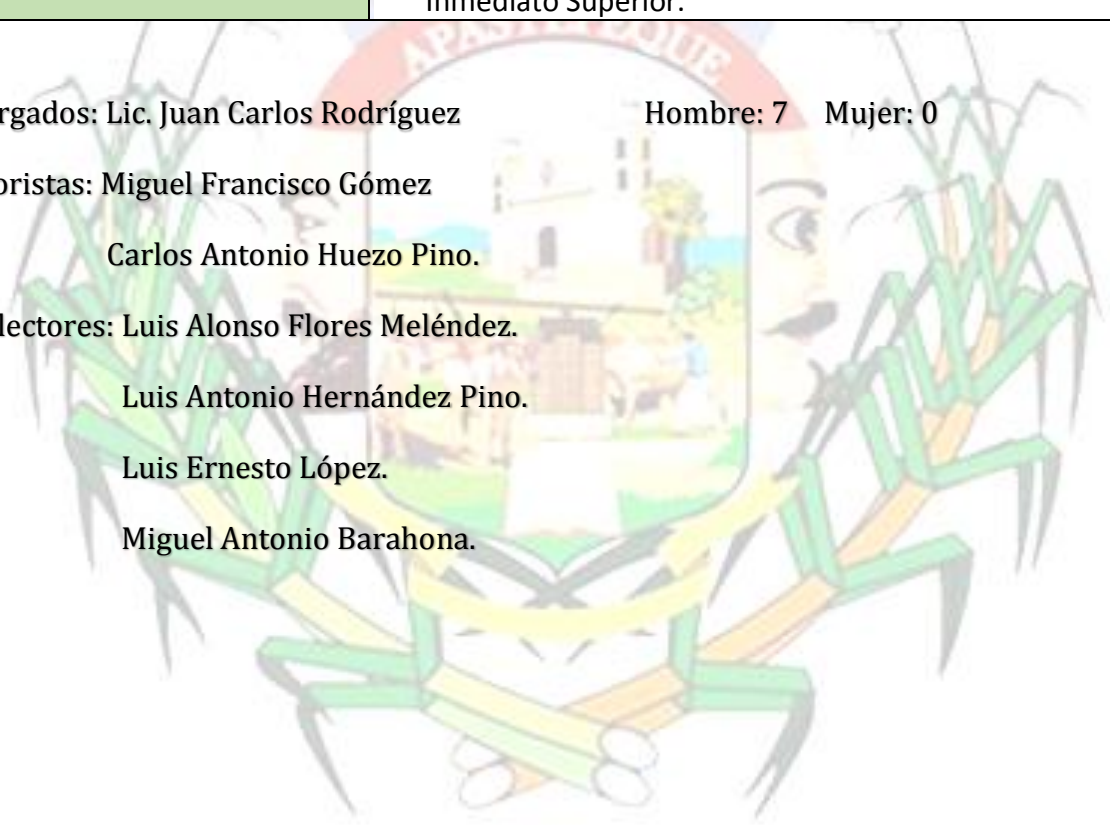 Inmediato Superior.
APASTEPEQUE
rgados: Lic. Juan Carlos Rodríguez Hombre: 7 Mujer: 0
oristas: Miguel Francisco Gómez
Carlos Antonio Huezo Pino.
lectores: Luis Alonso Flores Meléndez.
Luis Antonio Hernández Pino.
Luis Ernesto López.
Miguel Antonio Barahona.